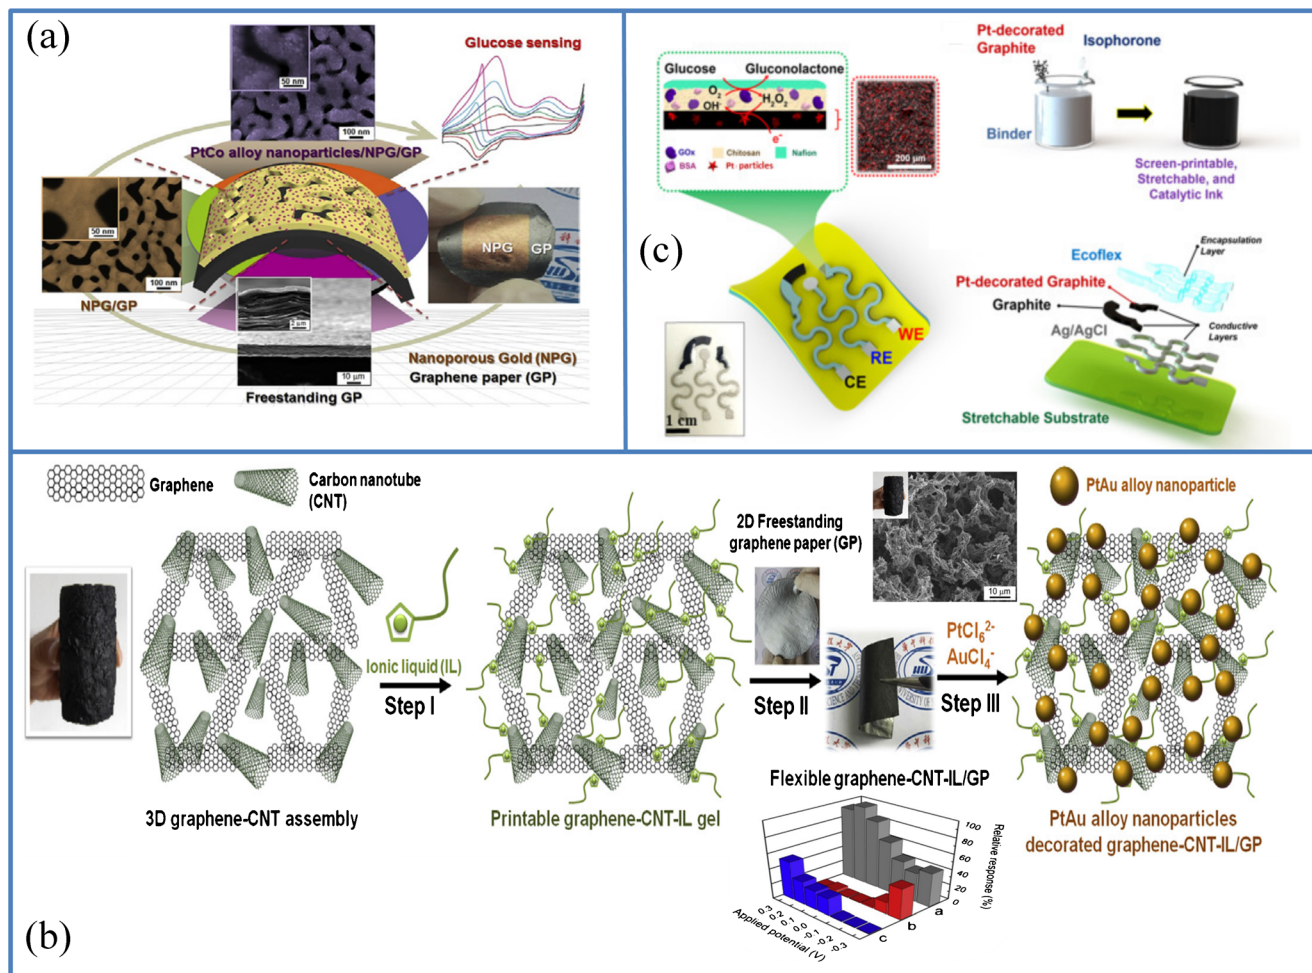 (a)
Glucose sensing
50 nm
100 nm
PtCo alloy nanoparticles/NPG/GP
50 nm
100 nm
NPG/GP
NPG
GP
2 μm
10 μm
Freestanding GP
Nanoporous Gold (NPG)
Graphene paper (GP)
(c)
Glucose
Gluconolactone
O2
OH-
H2O2
e-
GOx
Chitosan
Nafion
BSA
Pt- particles
200 μm
Pt-decorated
Graphite
Isophorone
Binder
Screen-printable,
Stretchable, and
Catalytic Ink
WE
RE
CE
1 cm
Encapsulation
Layer
Ecoflex
Pt-decorated Graphite
Graphite
Ag/AgCl
Conductive
Layers
Stretchable Substrate
(b)
Graphene
Carbon nanotube
(CNT)
3D graphene-CNT assembly
Ionic liquid (IL)
Step I
Printable graphene-CNT-IL gel
2D Freestanding
graphene paper (GP)
Step II
Flexible graphene-CNT-IL/GP
10 μm
PtCl6 2-
AuCl4 -
Step III
PtAu alloy nanoparticle
PtAu alloy nanoparticles
decorated graphene-CNT-IL/GP
100
80
60
40
20
0
Relative response (%)
a
b
c
Applied potential (V)